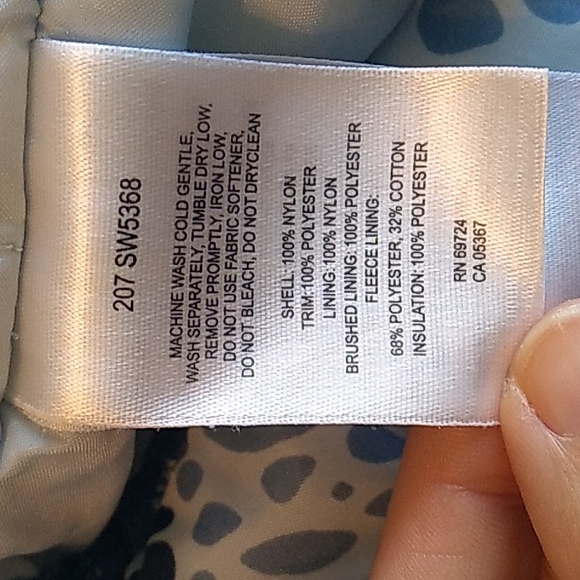 207 SW5368
MACHINE WASH COLD GENTLE,
WASH SEPARATELY, TUMBLE DRY LOW,
REMOVE PROMPTLY, IRON LOW,
DO NOT USE FABRIC SOFTENER,
DO NOT BLEACH, DO NOT DRYCLEAN
SHELL: 100% NYLON
TRIM:100% POLYESTER
LINING: 100% NYLON
BRUSHED LINING: 100% POLYESTER
FLEECE LINING:
68% POLYESTER, 32% COTTON
INSULATION: 100% POLYESTER
RN 69724
CA 05367